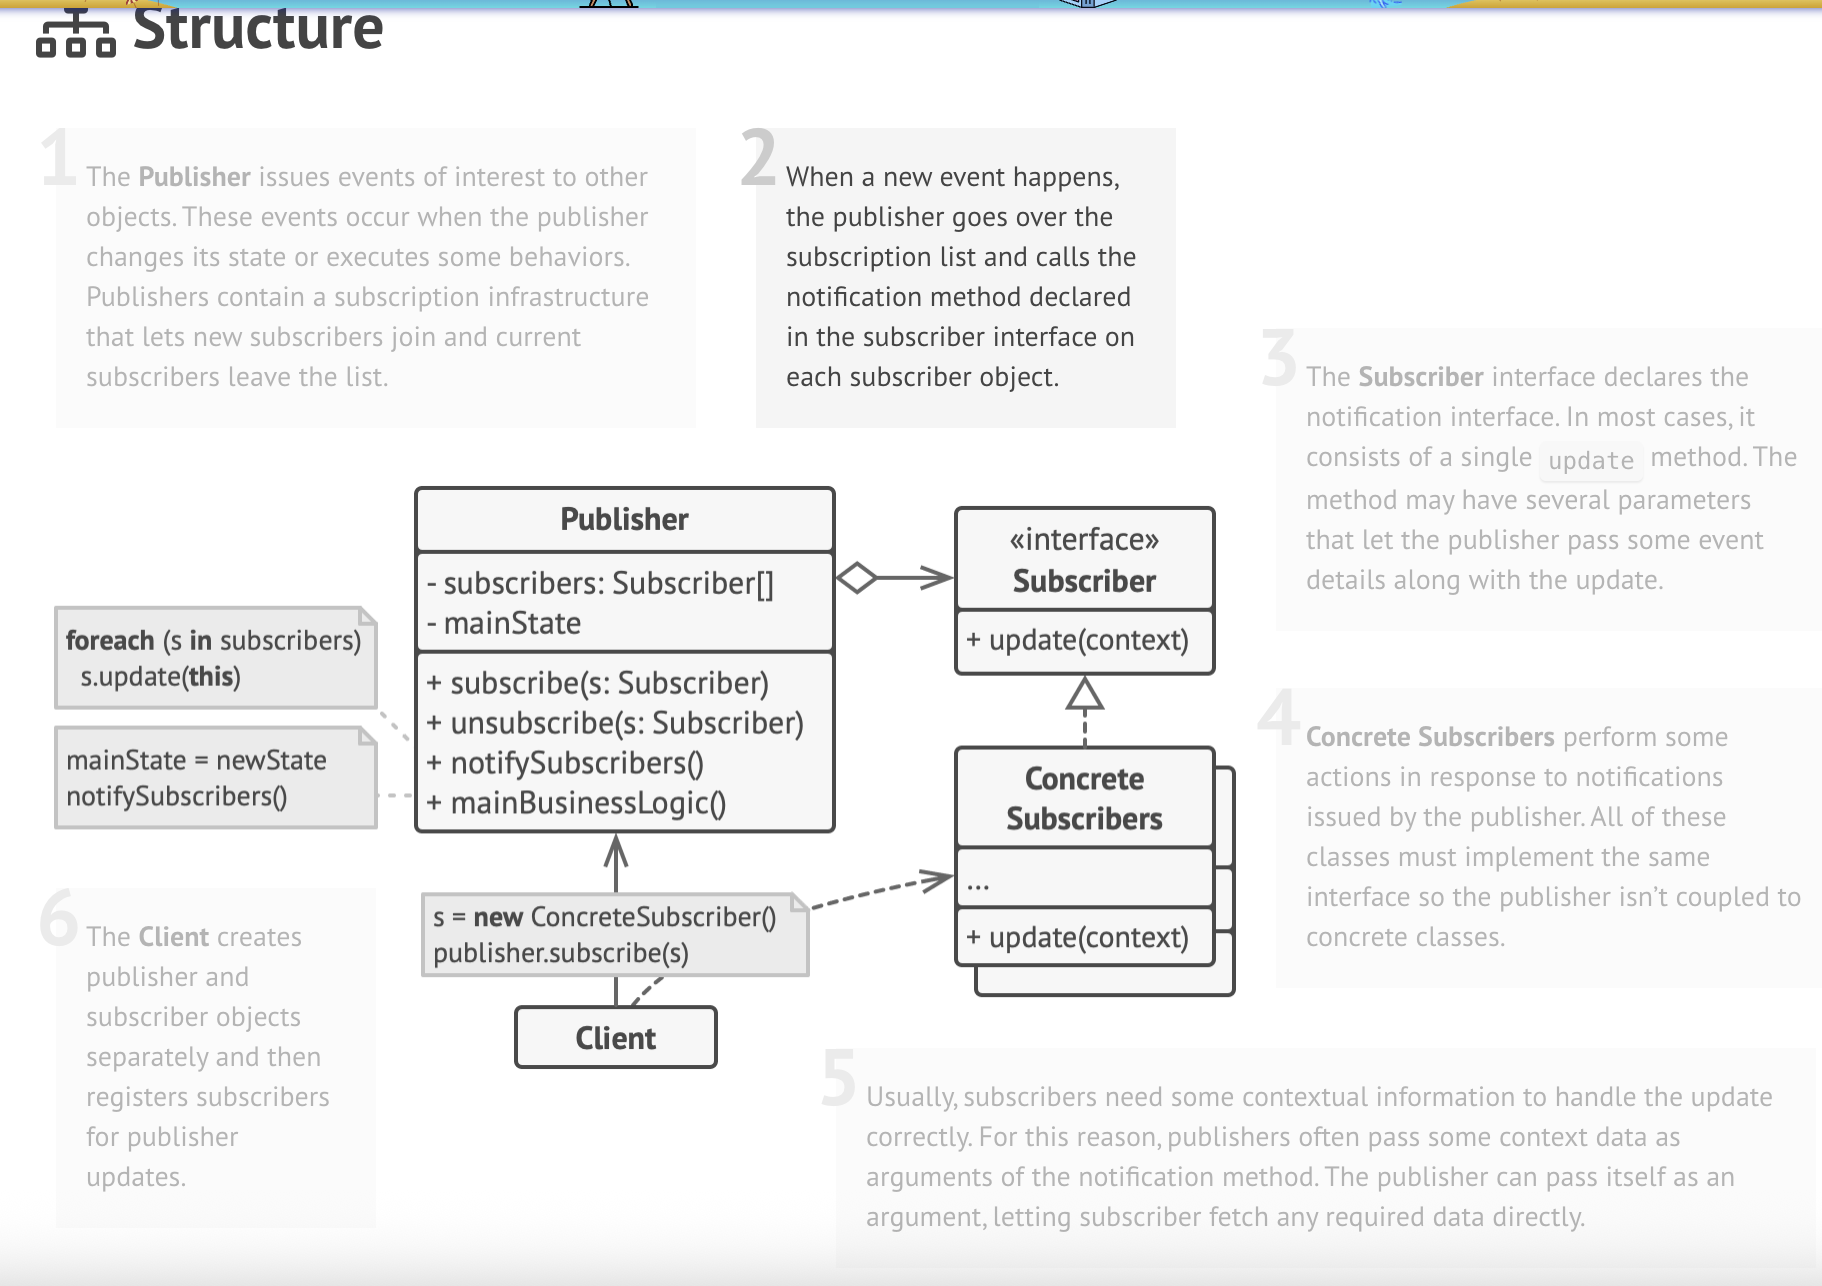 Structure
1
The Publisher issues events of interest to other
objects. These events occur when the publisher
changes its state or executes some behaviors.
Publishers contain a subscription infrastructure
that lets new subscribers join and current
subscribers leave the list.
2
When a new event happens,
the publisher goes over the
subscription list and calls the
notification method declared
in the subscriber interface on
each subscriber object.
3
The Subscriber interface declares the
notification interface. In most cases, it
consists of a single update method. The
method may have several parameters
that let the publisher pass some event
details along with the update.
Publisher
- subscribers: Subscriber[]
- mainState
+ subscribe(s: Subscriber)
+ unsubscribe(s: Subscriber)
+ notifySubscribers()
+ mainBusinessLogic()
«interface»
Subscriber
+ update(context)
foreach (s in subscribers)
s.update(this)
mainState = newState
notifySubscribers()
Concrete
Subscribers
...
+ update(context)
4
Concrete Subscribers perform some
actions in response to notifications
issued by the publisher. All of these
classes must implement the same
interface so the publisher isn't coupled to
concrete classes.
s = new ConcreteSubscriber()
publisher.subscribe(s)
Client
6
The Client creates
publisher and
subscriber objects
separately and then
registers subscribers
for publisher
updates.
5
Usually, subscribers need some contextual information to handle the update
correctly. For this reason, publishers often pass some context data as
arguments of the notification method. The publisher can pass itself as an
argument, letting subscriber fetch any required data directly.